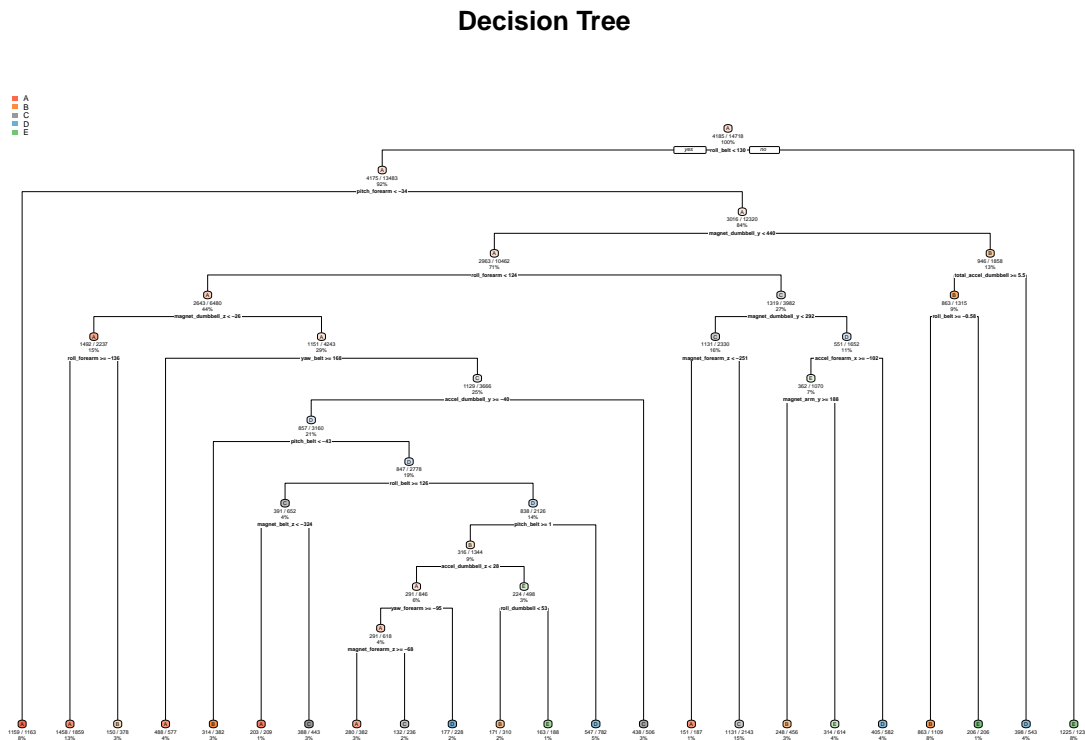 Decision Tree
A
B
C
D
E
A
4185 / 14718
100%
yes roll_belt < 130 no
A
4175 / 13483
92%
pitch_forearm < −34
A
3016 / 12320
84%
magnet_dumbbell_y < 440
A
2963 / 10462
71%
roll_forearm < 124
B
946 / 1858
13%
total_accel_dumbbell >= 5.5
A
2643 / 6480
44%
magnet_dumbbell_z < −26
C
1319 / 3982
27%
magnet_dumbbell_y < 292
B
863 / 1315
9%
roll_belt >= −0.58
A
1492 / 2237
15%
roll_forearm >= −136
A
1151 / 4243
29%
yaw_belt >= 168
C
1131 / 2330
16%
magnet_forearm_z < −251
D
551 / 1652
11%
accel_forearm_x >= −102
C
1129 / 3666
25%
accel_dumbbell_y >= −40
E
362 / 1070
7%
magnet_arm_y >= 188
D
857 / 3160
21%
pitch_belt < −43
D
847 / 2778
19%
roll_belt >= 126
C
391 / 652
4%
magnet_belt_z < −324
D
838 / 2126
14%
pitch_belt >= 1
B
316 / 1344
9%
accel_dumbbell_z < 28
A
291 / 846
6%
yaw_forearm >= −95
E
224 / 498
3%
roll_dumbbell < 53
A
291 / 618
4%
magnet_forearm_z >= −68
A A B A B A C A C D B E D C A C B E D B E D E
1159 / 1163 1458 / 1859 150 / 378 488 / 577 314 / 382 203 / 209 388 / 443 280 / 382 132 / 236 177 / 228 171 / 310 163 / 188 547 / 782 438 / 506 151 / 187 1131 / 2143 248 / 456 314 / 614 405 / 582 863 / 1109 206 / 206 398 / 543 1225 / 123
8% 13% 3% 4% 3% 1% 3% 3% 2% 2% 2% 1% 5% 3% 1% 15% 3% 4% 4% 8% 1% 4% 8%